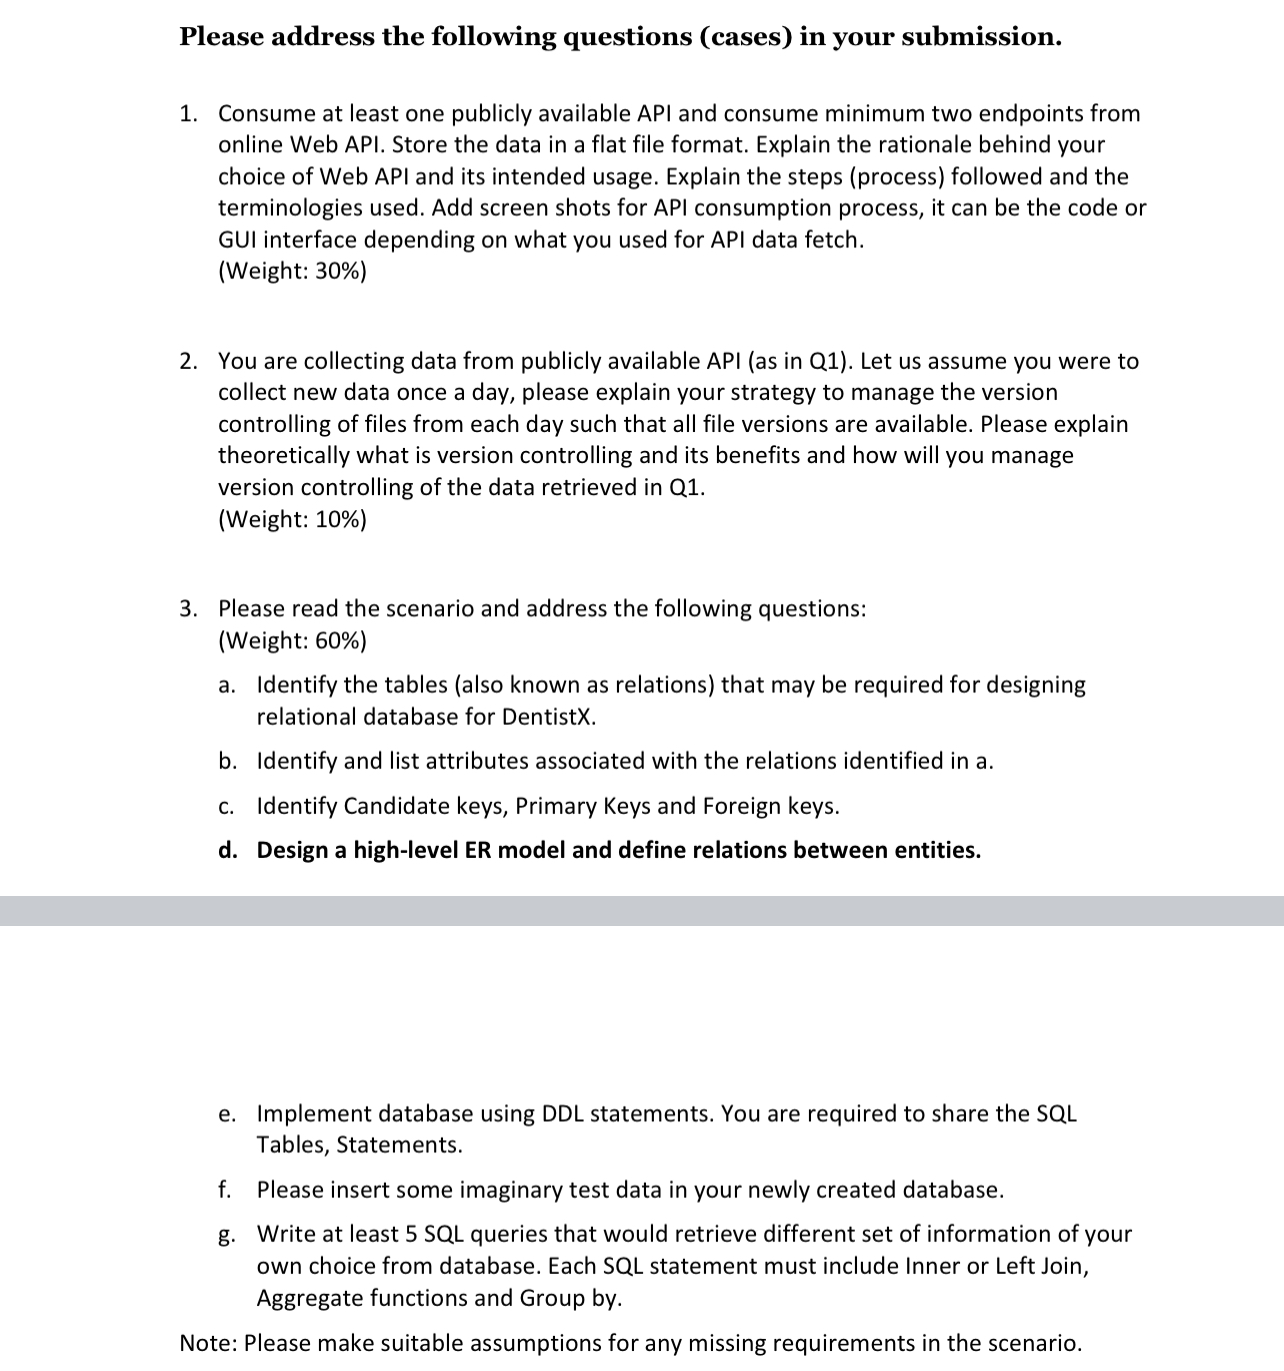 Please address the following questions (cases) in your submission.
1. Consume at least one publicly available API and consume minimum two endpoints from
online Web API. Store the data in a flat file format. Explain the rationale behind your
choice of Web API and its intended usage. Explain the steps (process) followed and the
terminologies used. Add screen shots for API consumption process, it can be the code or
GUI interface depending on what you used for API data fetch.
(Weight: 30%)
2. You are collecting data from publicly available API (as in Q1). Let us assume you were to
collect new data once a day, please explain your strategy to manage the version
controlling of files from each day such that all file versions are available. Please explain
theoretically what is version controlling and its benefits and how will you manage
version controlling of the data retrieved in Q1.
(Weight: 10%)
3. Please read the scenario and address the following questions:
(Weight: 60%)
a. Identify the tables (also known as relations) that may be required for designing
relational database for DentistX.
b. Identify and list attributes associated with the relations identified in a.
c. Identify Candidate keys, Primary Keys and Foreign keys.
d. Design a high-level ER model and define relations between entities.
e. Implement database using DDL statements. You are required to share the SQL
Tables, Statements.
f. Please insert some imaginary test data in your newly created database.
g. Write at least 5 SQL queries that would retrieve different set of information of your
own choice from database. Each SQL statement must include Inner or Left Join,
Aggregate functions and Group by.
Note: Please make suitable assumptions for any missing requirements in the scenario.